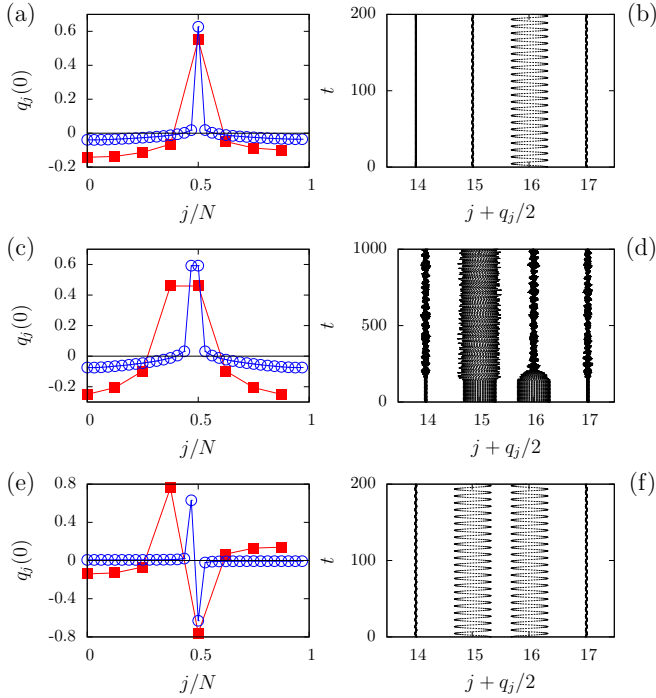 (a)
0.6
0.4
0.2
0
-0.2
q_j(0)
0 0.5 1
j/N
(b)
200
100
0
t
14 15 16 17
j + q_j/2
(c)
0.6
0.4
0.2
0
-0.2
q_j(0)
0 0.5 1
j/N
(d)
1000
500
0
t
14 15 16 17
j + q_j/2
(e)
0.8
0.4
0
-0.4
-0.8
q_j(0)
0 0.5 1
j/N
(f)
200
100
0
t
14 15 16 17
j + q_j/2